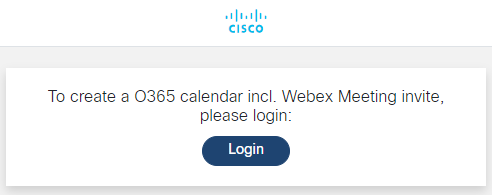 CISCO
To create a O365 calendar incl. Webex Meeting invite,
please login:
Login